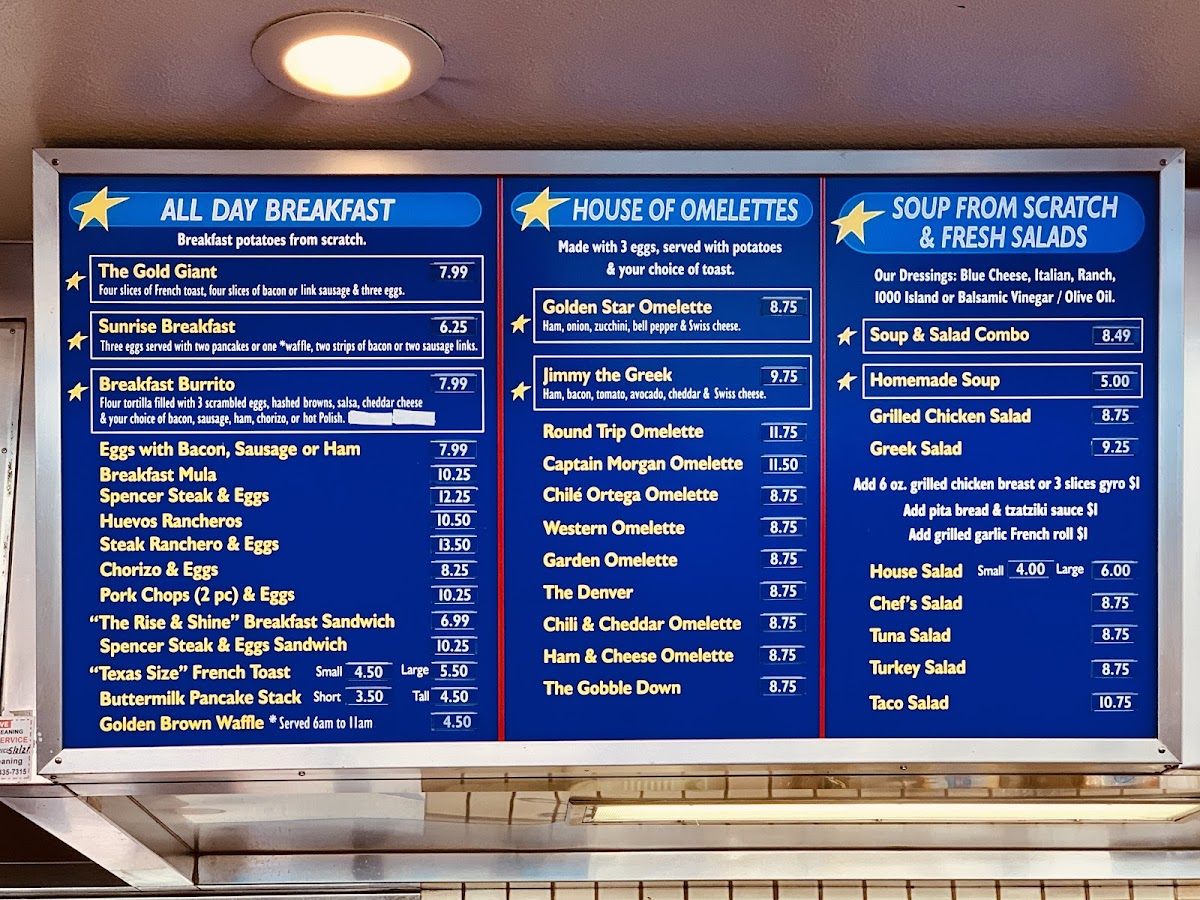 ALL DAY BREAKFAST
Breakfast potatoes from scratch.
The Gold Giant 7.99
Four slices of French toast, four slices of bacon or link sausage & three eggs.
Sunrise Breakfast 6.25
Three eggs served with two pancakes or one *waffle, two strips of bacon or two sausage links.
Breakfast Burrito 7.99
Flour tortilla filled with 3 scrambled eggs, hashed browns, salsa, cheddar cheese
& your choice of bacon, sausage, ham, chorizo, or hot Polish.
Eggs with Bacon, Sausage or Ham 7.99
Breakfast Mula 10.25
Spencer Steak & Eggs 12.25
Huevos Rancheros 10.50
Steak Ranchero & Eggs 13.50
Chorizo & Eggs 8.25
Pork Chops (2 pc) & Eggs 10.25
“The Rise & Shine” Breakfast Sandwich 6.99
Spencer Steak & Eggs Sandwich 10.25
“Texas Size” French Toast Small 4.50 Large 5.50
Buttermilk Pancake Stack Short 3.50 Tall 4.50
Golden Brown Waffle *Served 6am to 11am 4.50
HOUSE OF OMELETTES
Made with 3 eggs, served with potatoes
& your choice of toast.
Golden Star Omelette 8.75
Ham, onion, zucchini, bell pepper & Swiss cheese.
Jimmy the Greek 9.75
Ham, bacon, tomato, avocado, cheddar & Swiss cheese.
Round Trip Omelette 11.75
Captain Morgan Omelette 11.50
Chilé Ortega Omelette 8.75
Western Omelette 8.75
Garden Omelette 8.75
The Denver 8.75
Chili & Cheddar Omelette 8.75
Ham & Cheese Omelette 8.75
The Gobble Down 8.75
SOUP FROM SCRATCH
& FRESH SALADS
Our Dressings: Blue Cheese, Italian, Ranch,
1000 Island or Balsamic Vinegar / Olive Oil.
Soup & Salad Combo 8.49
Homemade Soup 5.00
Grilled Chicken Salad 8.75
Greek Salad 9.25
Add 6 oz. grilled chicken breast or 3 slices gyro $1
Add pita bread & tzatziki sauce $1
Add grilled garlic French roll $1
House Salad Small 4.00 Large 6.00
Chef's Salad 8.75
Tuna Salad 8.75
Turkey Salad 8.75
Taco Salad 10.75
EANING
ERVICE
aning
335-7315